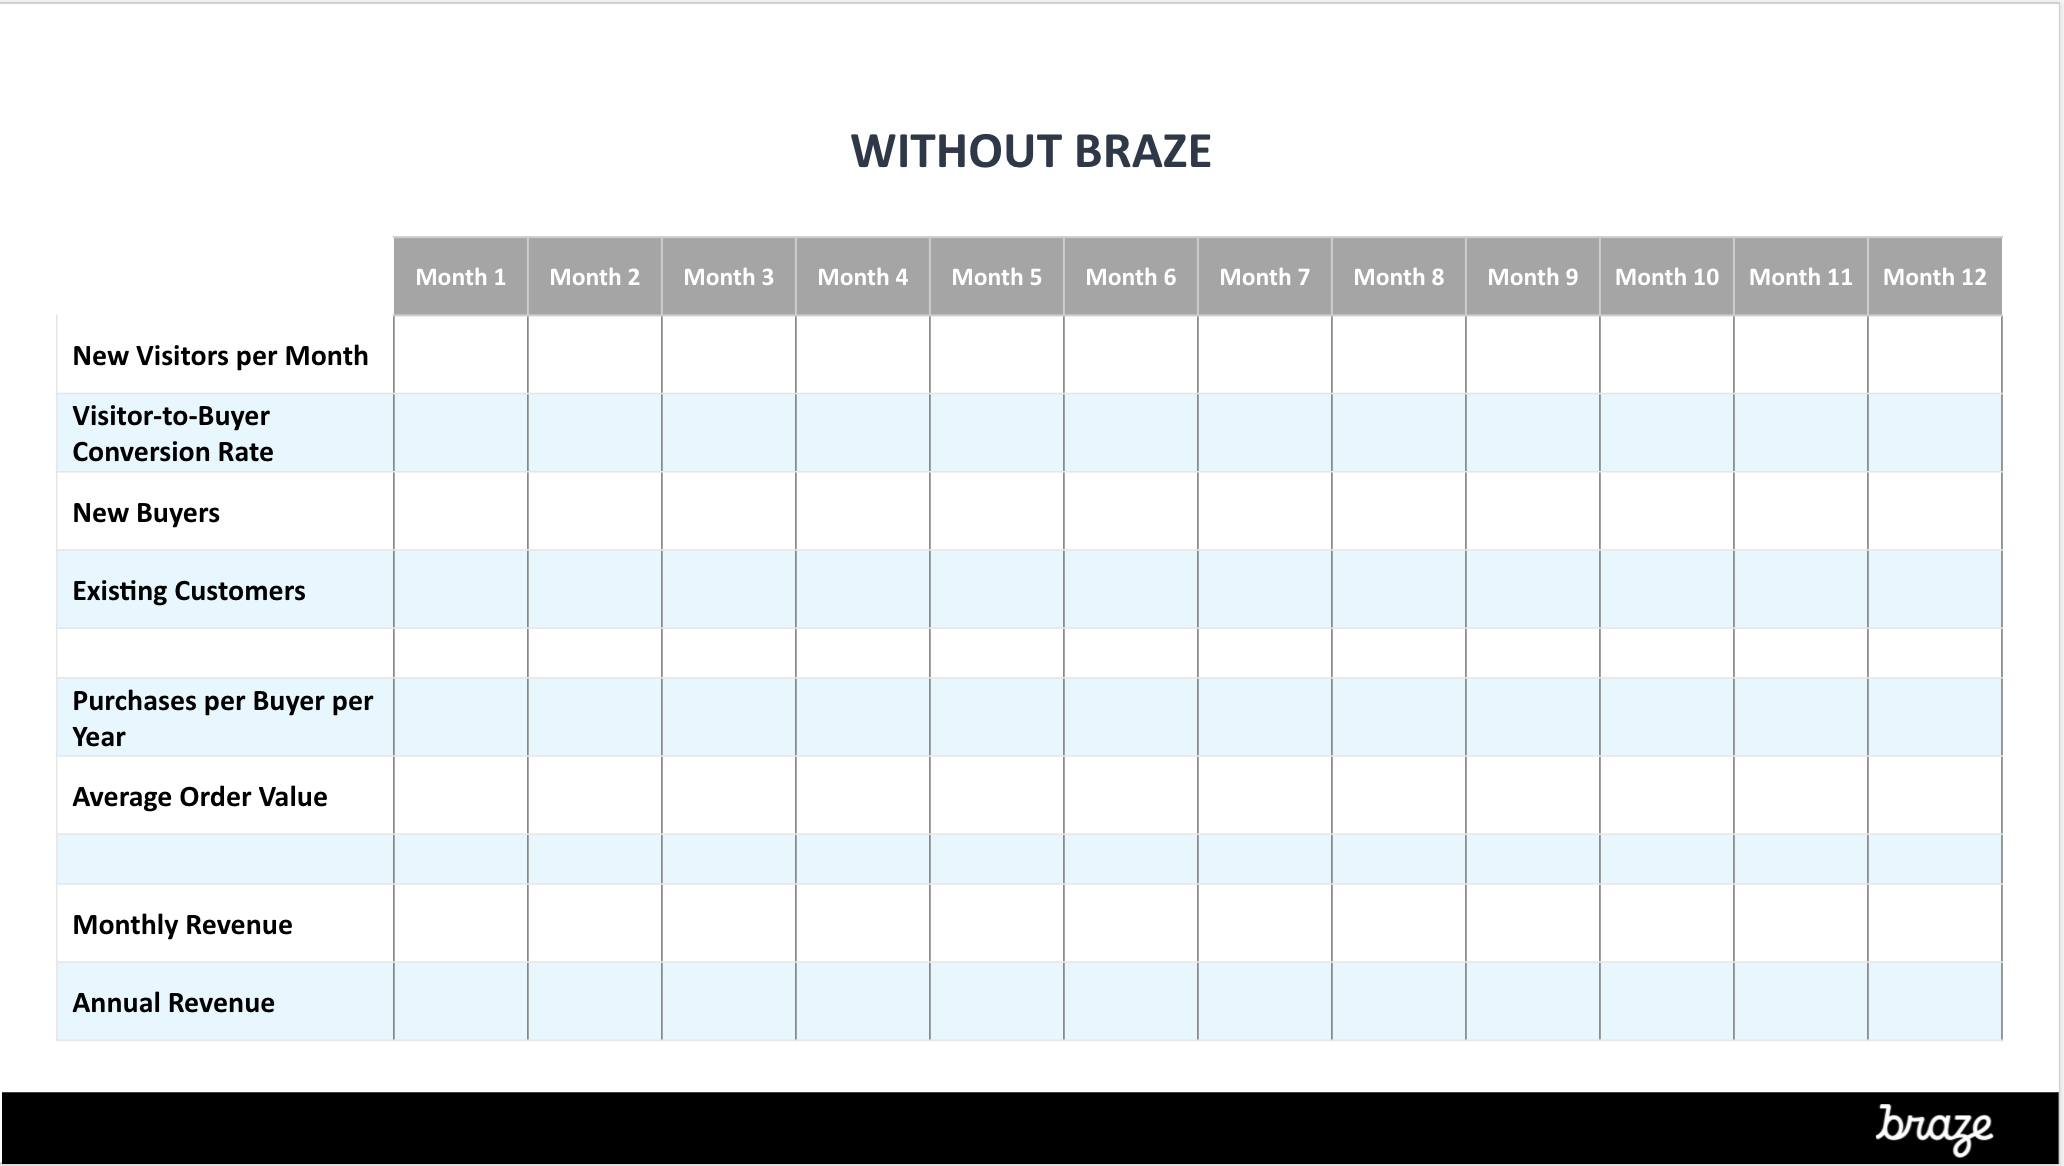 WITHOUT BRAZE
Month 1 Month 2 Month 3 Month 4 Month 5 Month 6 Month 7 Month 8 Month 9 Month 10 Month 11 Month 12
New Visitors per Month
Visitor-to-Buyer
Conversion Rate
New Buyers
Existing Customers
Purchases per Buyer per
Year
Average Order Value
Monthly Revenue
Annual Revenue
braze